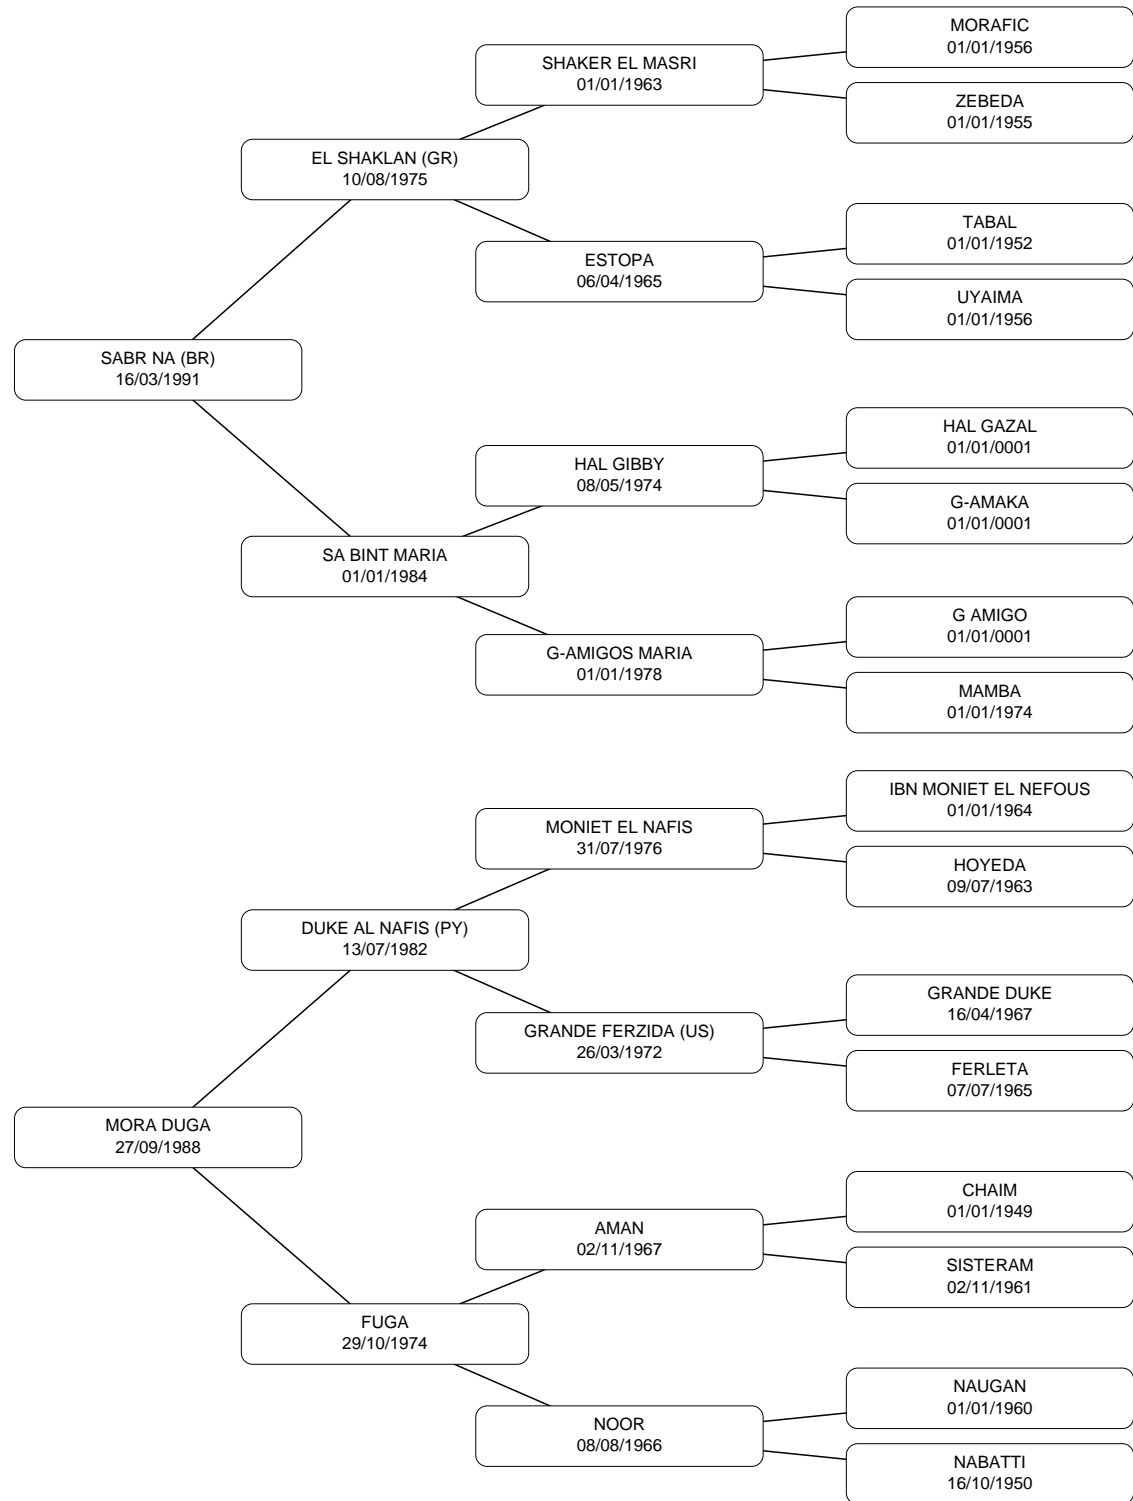 MORAFIC
01/01/1956
SHAKER EL MASRI
01/01/1963
ZEBEDA
01/01/1955
EL SHAKLAN (GR)
10/08/1975
TABAL
01/01/1952
ESTOPA
06/04/1965
UYAIMA
01/01/1956
SABR NA (BR)
16/03/1991
HAL GAZAL
01/01/0001
HAL GIBBY
08/05/1974
G-AMAKA
01/01/0001
SA BINT MARIA
01/01/1984
G AMIGO
01/01/0001
G-AMIGOS MARIA
01/01/1978
MAMBA
01/01/1974
IBN MONIET EL NEFOUS
01/01/1964
MONIET EL NAFIS
31/07/1976
HOYEDA
09/07/1963
DUKE AL NAFIS (PY)
13/07/1982
GRANDE DUKE
16/04/1967
GRANDE FERZIDA (US)
26/03/1972
FERLETA
07/07/1965
MORA DUGA
27/09/1988
CHAIM
01/01/1949
AMAN
02/11/1967
SISTERAM
02/11/1961
FUGA
29/10/1974
NAUGAN
01/01/1960
NOOR
08/08/1966
NABATTI
16/10/1950